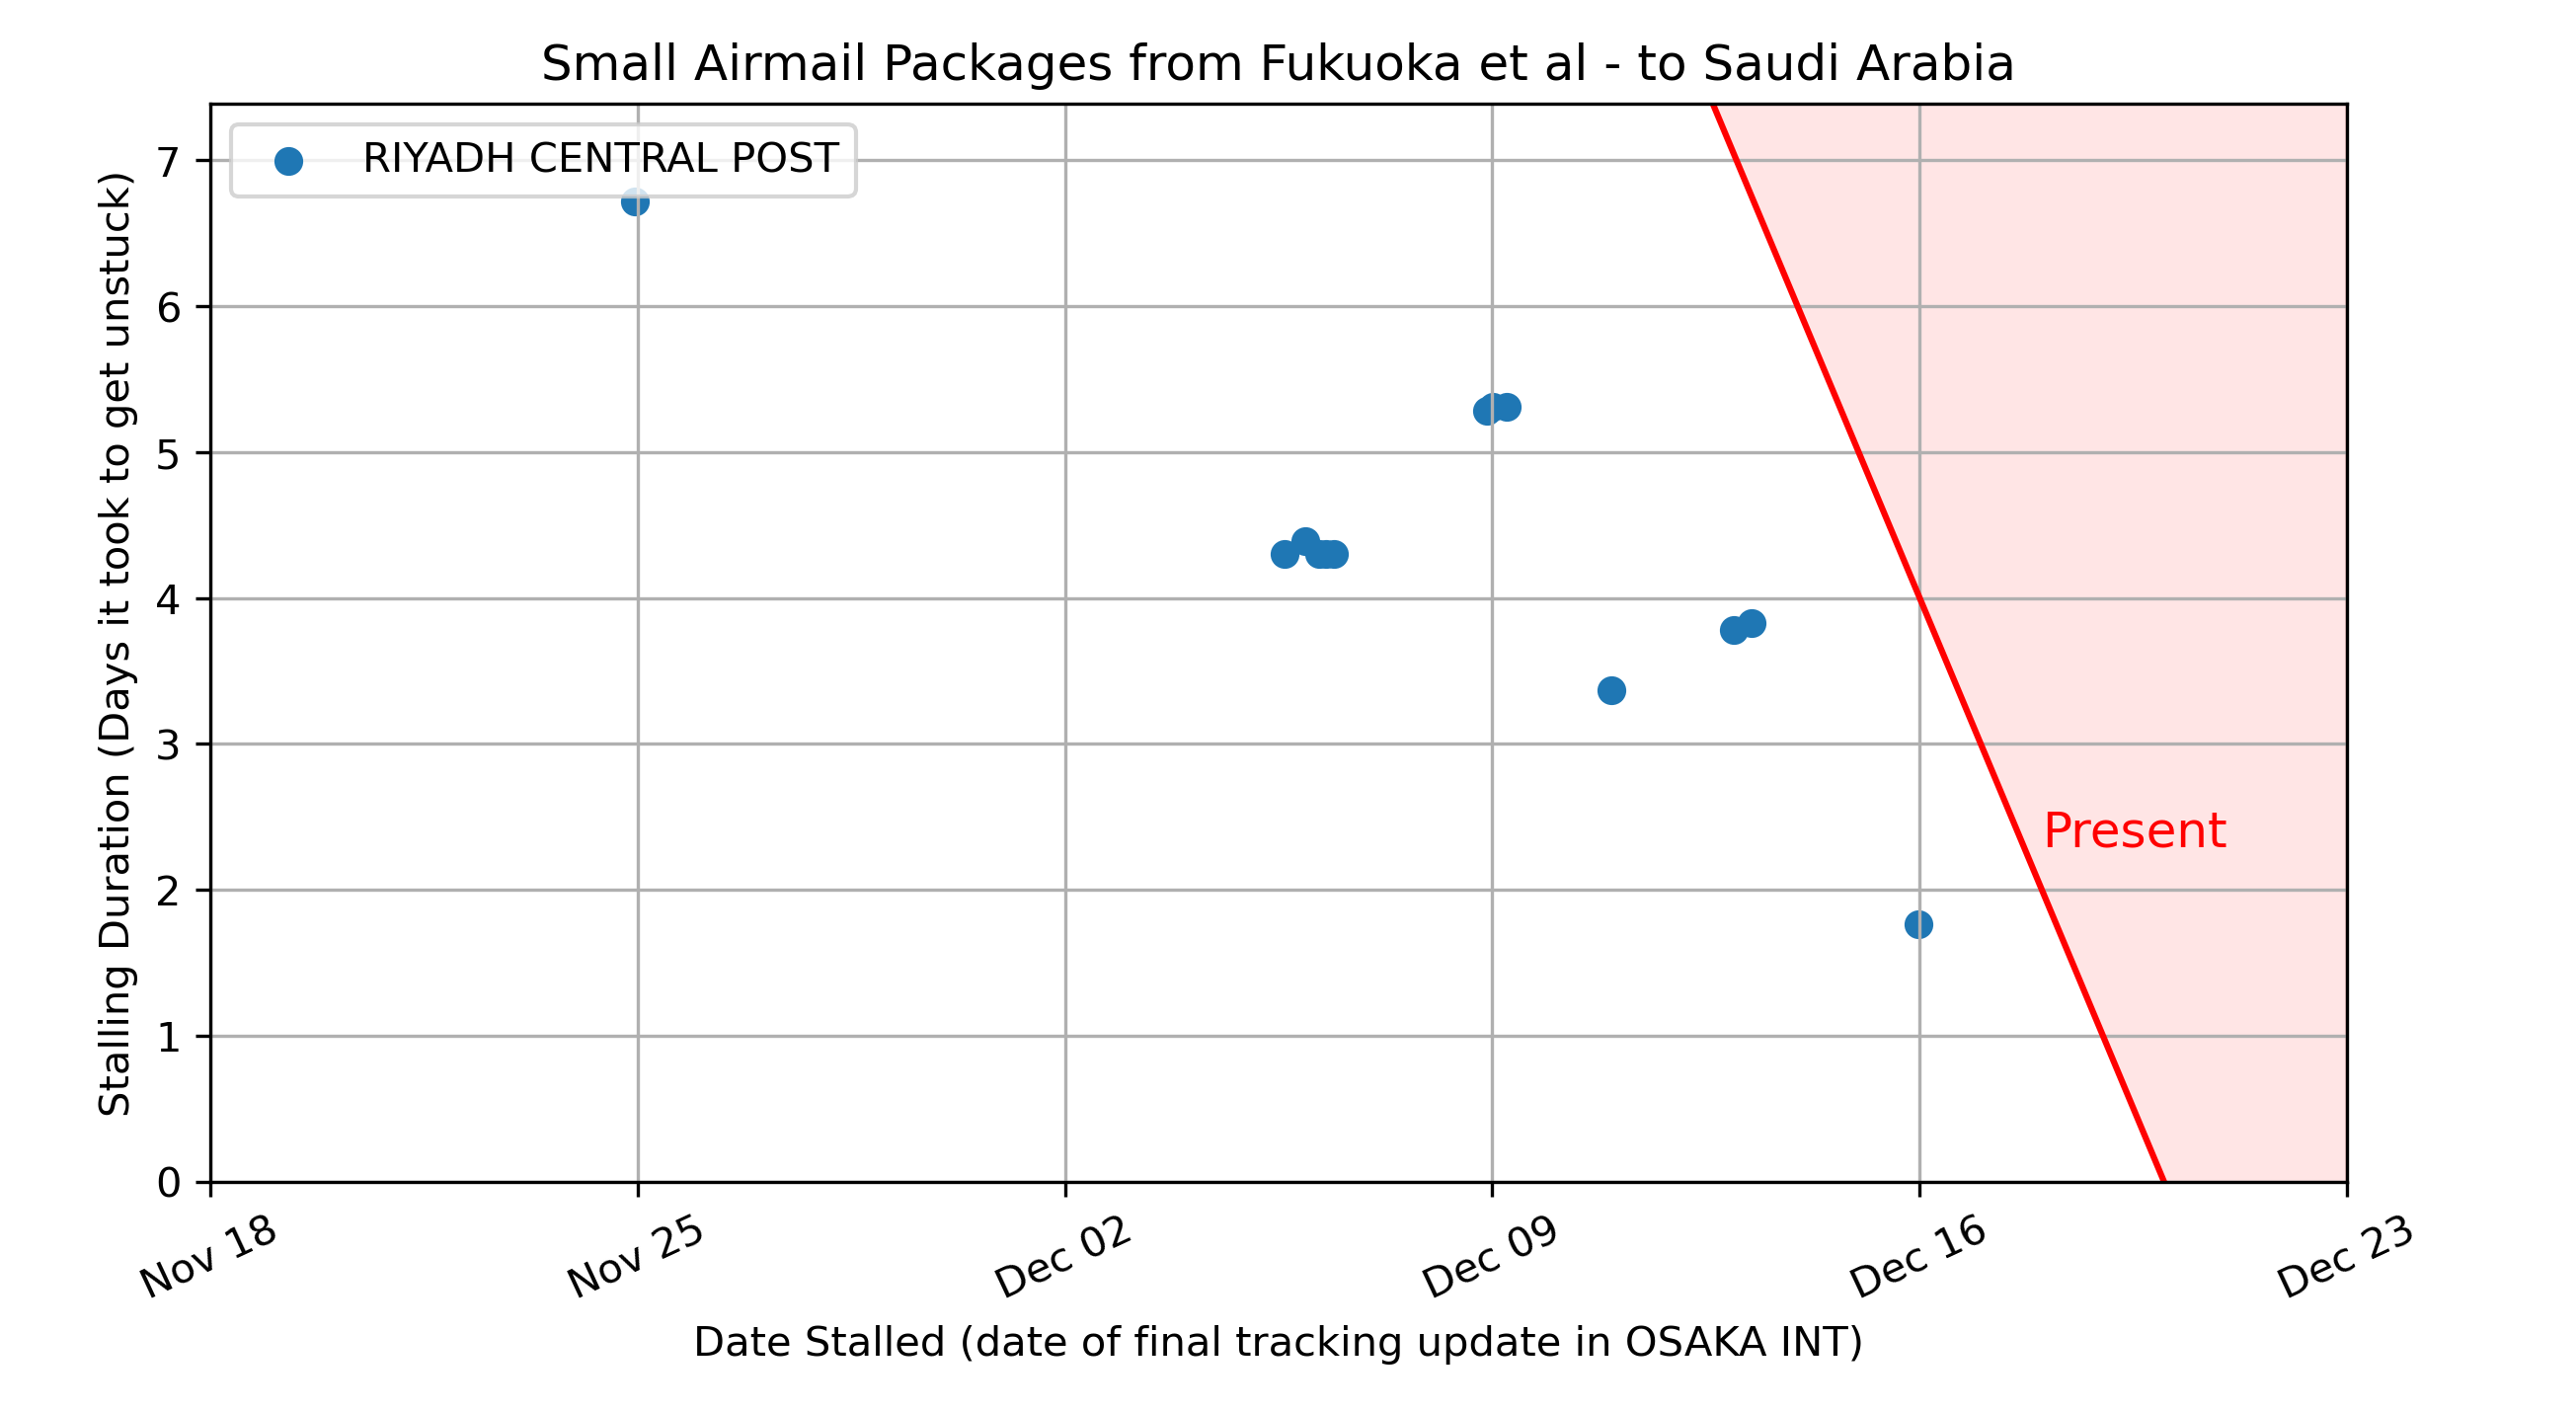 Small Airmail Packages from Fukuoka et al - to Saudi Arabia
RIYADH CENTRAL POST
Stalling Duration (Days it took to get unstuck)
7
6
5
4
3
2
1
0
Present
Nov 18
Nov 25
Dec 02
Dec 09
Dec 16
Dec 23
Date Stalled (date of final tracking update in OSAKA INT)